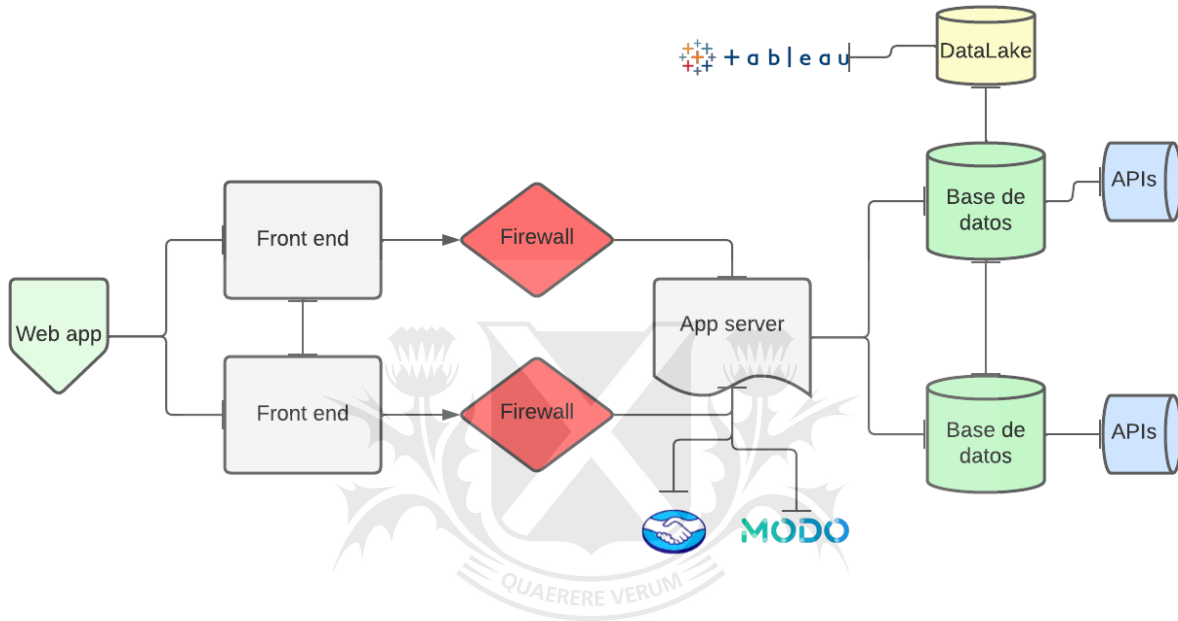 + a b l e a u
DataLake
Base de
datos
APIs
Front end
Firewall
Web app
App server
Front end
Firewall
Base de
datos
APIs
MODO
QUAERERE VERUM